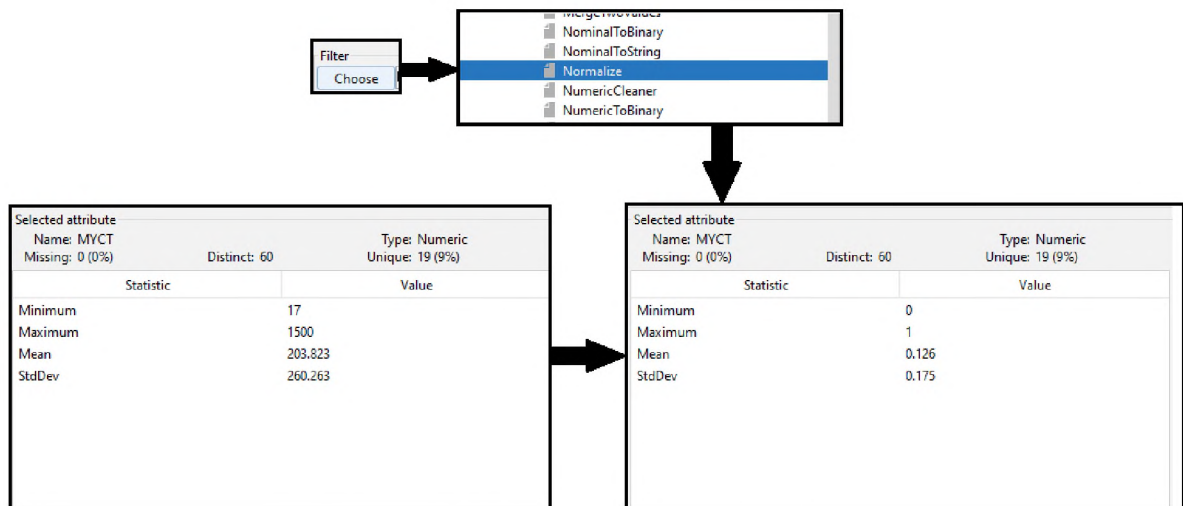 MergeTwoValues
NominalToBinary
NominalToString
Normalize
NumericCleaner
NumericToBinary
Filter
Choose
Selected attribute
Name: MYCT Type: Numeric
Missing: 0 (0%) Distinct: 60 Unique: 19 (9%)
Statistic Value
Minimum 17
Maximum 1500
Mean 203.823
StdDev 260.263
Selected attribute
Name: MYCT Type: Numeric
Missing: 0 (0%) Distinct: 60 Unique: 19 (9%)
Statistic Value
Minimum 0
Maximum 1
Mean 0.126
StdDev 0.175